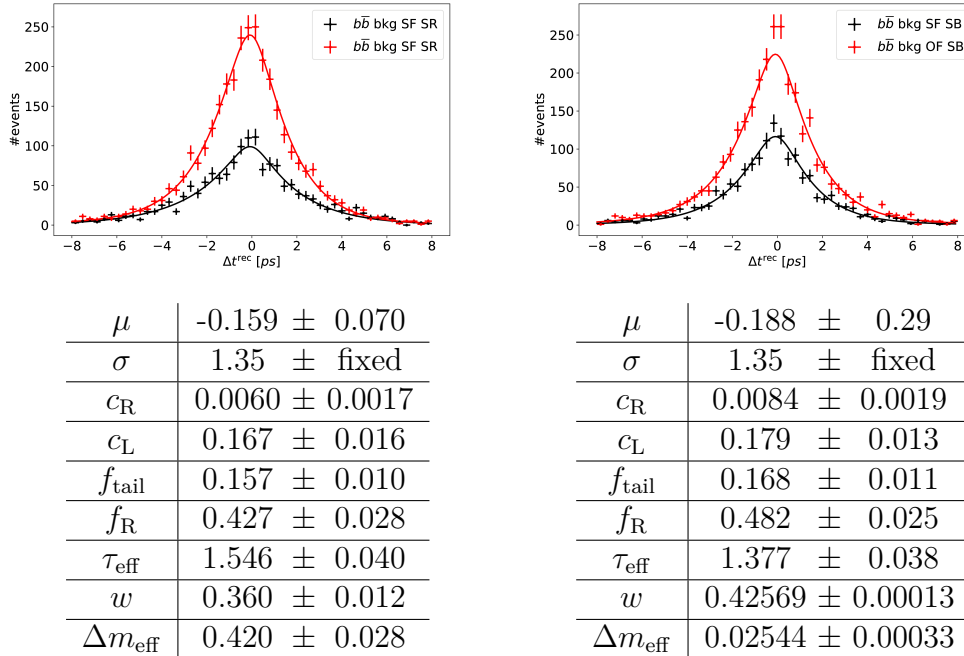 250
200
150
100
50
0
#events
−8 −6 −4 −2 0 2 4 6 8
Δt^rec [ps]
bb̅ bkg SF SR
bb̅ bkg SF SR
250
200
150
100
50
0
#events
−8 −6 −4 −2 0 2 4 6 8
Δt^rec [ps]
bb̅ bkg SF SB
bb̅ bkg OF SB
μ -0.159 ± 0.070
σ 1.35 ± fixed
c_R 0.0060 ± 0.0017
c_L 0.167 ± 0.016
f_tail 0.157 ± 0.010
f_R 0.427 ± 0.028
τ_eff 1.546 ± 0.040
w 0.360 ± 0.012
Δm_eff 0.420 ± 0.028
μ -0.188 ± 0.29
σ 1.35 ± fixed
c_R 0.0084 ± 0.0019
c_L 0.179 ± 0.013
f_tail 0.168 ± 0.011
f_R 0.482 ± 0.025
τ_eff 1.377 ± 0.038
w 0.42569 ± 0.00013
Δm_eff 0.02544 ± 0.00033